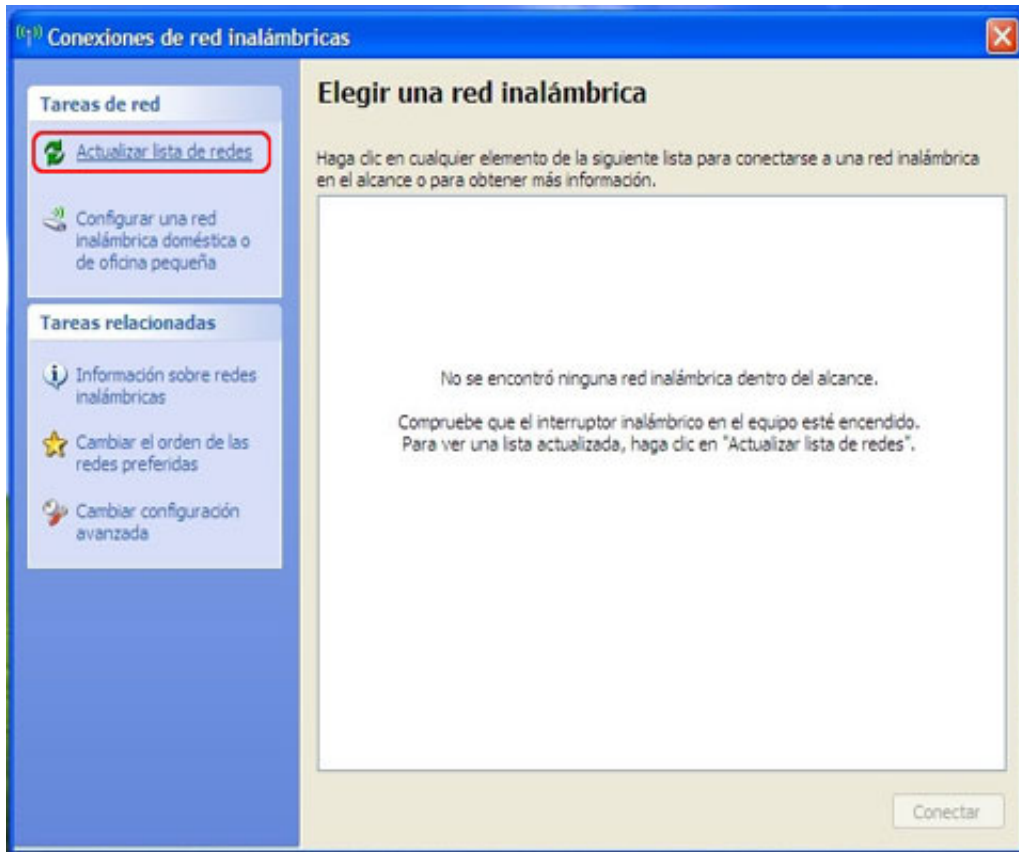 Conexiones de red inalámbricas
Tareas de red
Actualizar lista de redes
Configurar una red
inalámbrica doméstica o
de oficina pequeña
Tareas relacionadas
Información sobre redes
inalámbricas
Cambiar el orden de las
redes preferidas
Cambiar configuración
avanzada
Elegir una red inalámbrica
Haga clic en cualquier elemento de la siguiente lista para conectarse a una red inalámbrica
en el alcance o para obtener más información.
No se encontró ninguna red inalámbrica dentro del alcance.
Compruebe que el interruptor inalámbrico en el equipo esté encendido.
Para ver una lista actualizada, haga clic en "Actualizar lista de redes".
Conectar